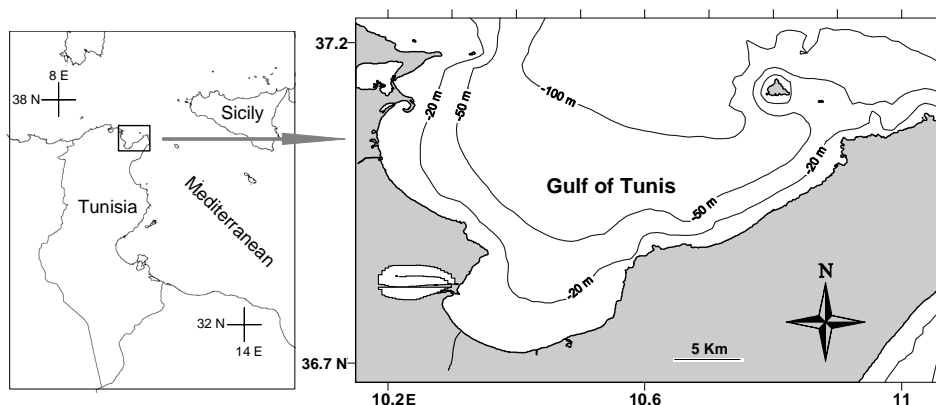 8 E
38 N
Sicily
Tunisia
Mediterranean
32 N
14 E
37.2
-20 m
-50 m
-100 m
-20 m
Gulf of Tunis
-50 m
-20 m
N
5 Km
36.7 N
10.2E
10.6
11